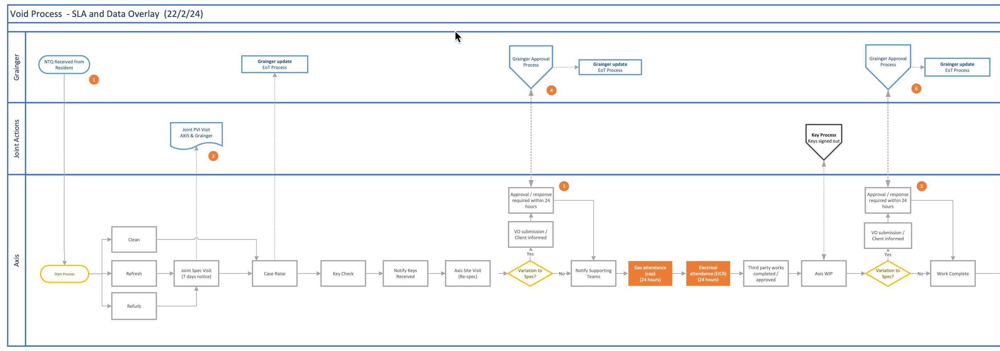 Void Process - SLA and Data Overlay (22/2/24)
Grainger
NTQ Received from
Resident
1
Grainger update
EoT Process
Grainger Approval
Process
4
Grainger update
EoT Process
Grainger Approval
Process
6
Grainger update
EoT Process
Joint Actions
Joint PVI Visit
AXIS & Grainger
2
Key Process
Keys signed out
Axis
Start Process
Clean
Refresh
Refurb
Joint Spec Visit
(7 days notice)
Case Raise
Key Check
Notify Keys
Received
Axis Site Visit
(Re-spec)
Variation to
Spec?
Yes
VO submission /
Client informed
Approval / response
required within 24
hours
3
No
Notify Supporting
Teams
Gas attendance
(cap)
(24 hours)
Electrical
attendance (EICR)
(24 hours)
Third party works
completed /
approved
Axis WIP
Variation to
Spec?
Yes
VO submission /
Client informed
Approval / response
required within 24
hours
5
No
Work Complete